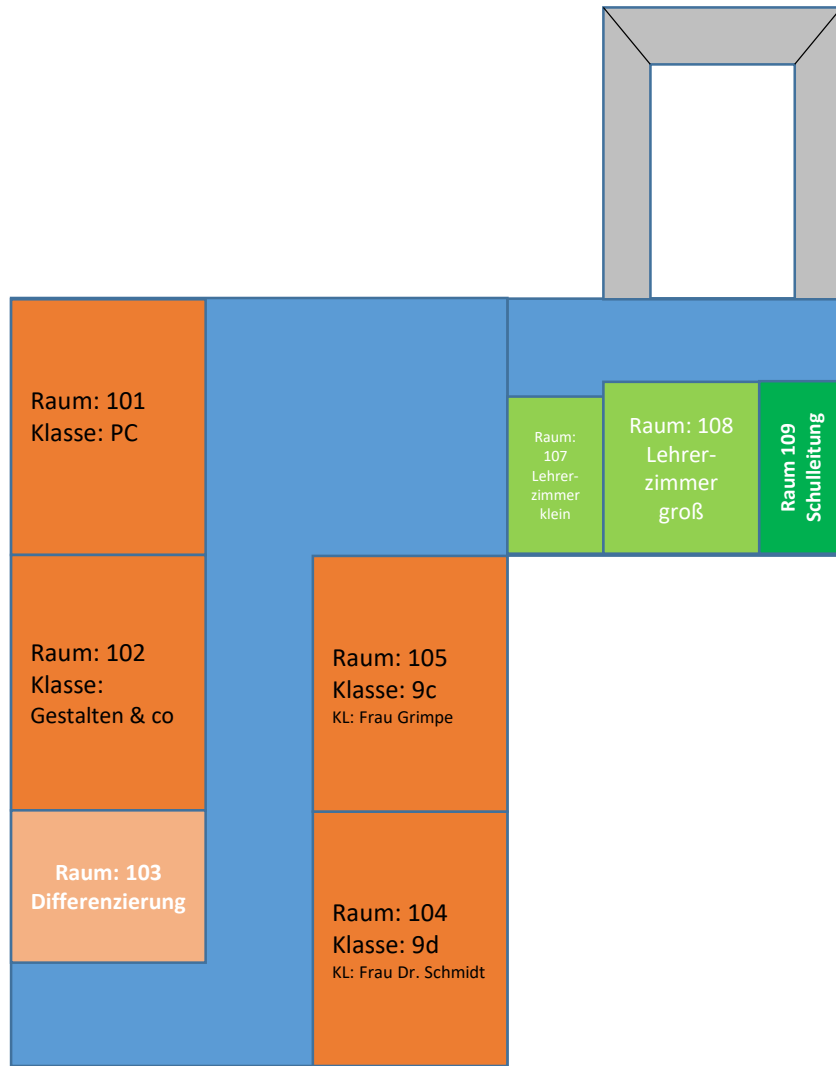 Raum: 101
Klasse: PC
Raum:
107
Lehrer-
zimmer
klein
Raum: 108
Lehrer-
zimmer
groß
Raum 109
Schulleitung
Raum: 102
Klasse:
Gestalten & co
Raum: 105
Klasse: 9c
KL: Frau Grimpe
Raum: 103
Differenzierung
Raum: 104
Klasse: 9d
KL: Frau Dr. Schmidt